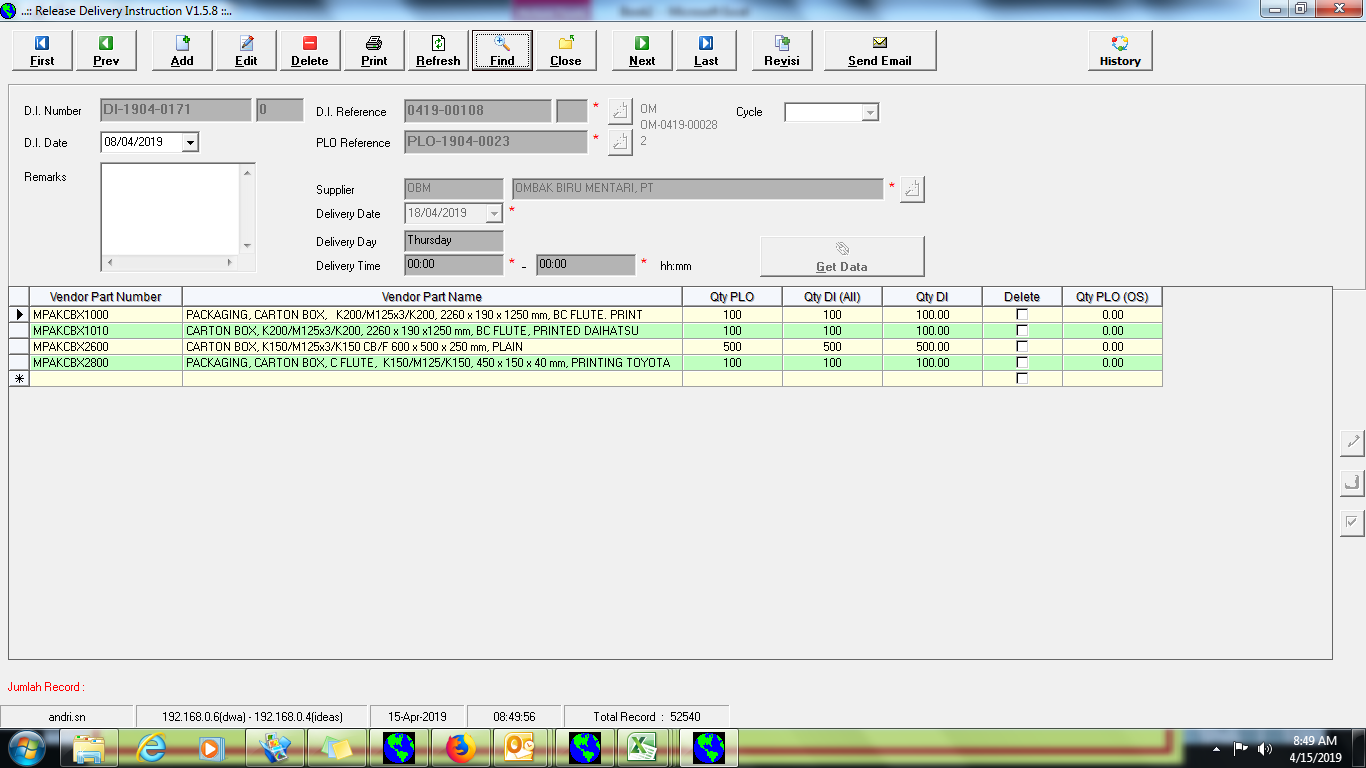 ..:: Release Delivery Instruction V1.5.8 ::..
First Prev Add Edit Delete Print Refresh Find Close Next Last Revisi Send Email History
D.I. Number DI-1904-0171 0 D.I. Reference 0419-00108 * OM Cycle
OM-0419-00028
D.I. Date 08/04/2019 PLO Reference PLO-1904-0023 * 2
Remarks
Supplier OBM OMBAK BIRU MENTARI, PT *
Delivery Date 18/04/2019 *
Delivery Day Thursday
Delivery Time 00:00 * - 00:00 * hh:mm Get Data
Vendor Part Number Vendor Part Name Qty PLO Qty DI (All) Qty DI Delete Qty PLO (OS)
MPAKCBX1000 PACKAGING, CARTON BOX, K200/M125x3/K200, 2260 x 190 x 1250 mm, BC FLUTE. PRINT 100 100 100.00 0.00
MPAKCBX1010 CARTON BOX, K200/M125x3/K200, 2260 x 190 x1250 mm, BC FLUTE, PRINTED DAIHATSU 100 100 100.00 0.00
MPAKCBX2600 CARTON BOX, K150/M125x3/K150 CB/F 600 x 500 x 250 mm, PLAIN 500 500 500.00 0.00
MPAKCBX2800 PACKAGING, CARTON BOX, C FLUTE, K150/M125/K150, 450 x 150 x 40 mm, PRINTING TOYOTA 100 100 100.00 0.00
Jumlah Record :
andri.sn 192.168.0.6(dwa) - 192.168.0.4(ideas) 15-Apr-2019 08:49:56 Total Record : 52540
8:49 AM
4/15/2019